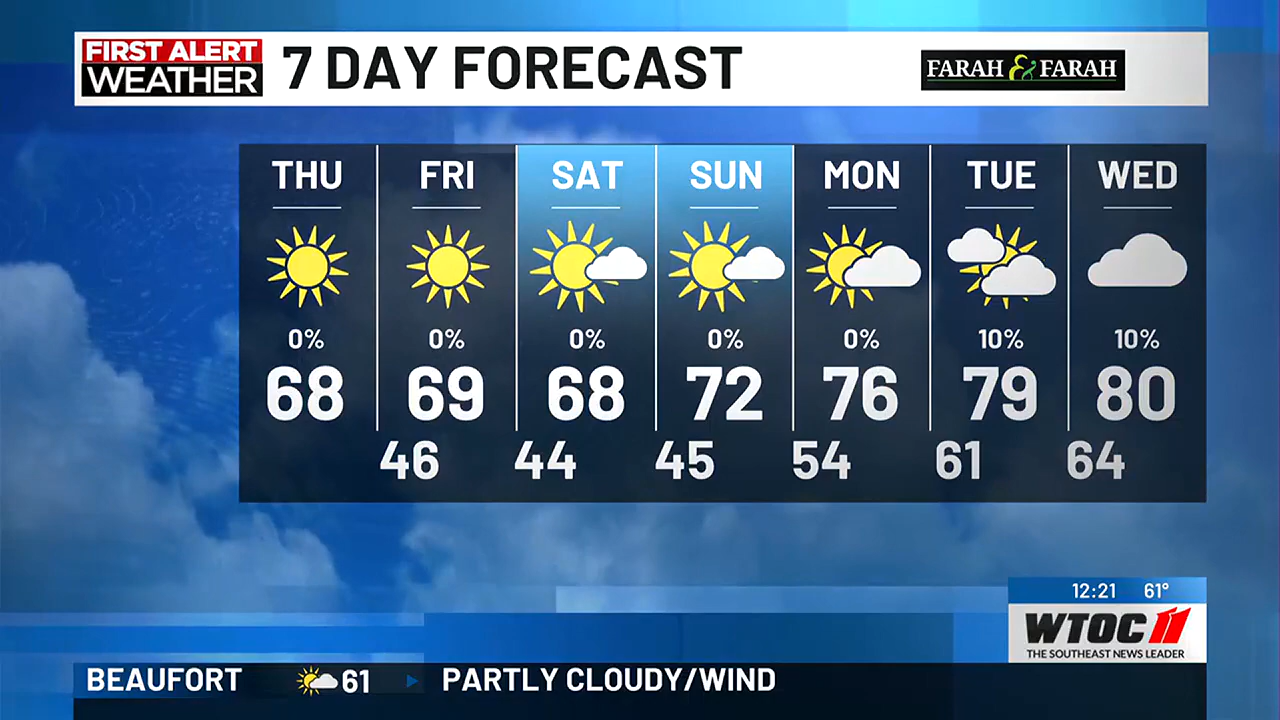 FIRST ALERT
WEATHER
7 DAY FORECAST
FARAH & FARAH
THU FRI SAT SUN MON TUE WED
0% 0% 0% 0% 0% 10% 10%
68 69 68 72 76 79 80
46 44 45 54 61 64
12:21 61°
WTOC 11
THE SOUTHEAST NEWS LEADER
BEAUFORT 61 PARTLY CLOUDY/WIND